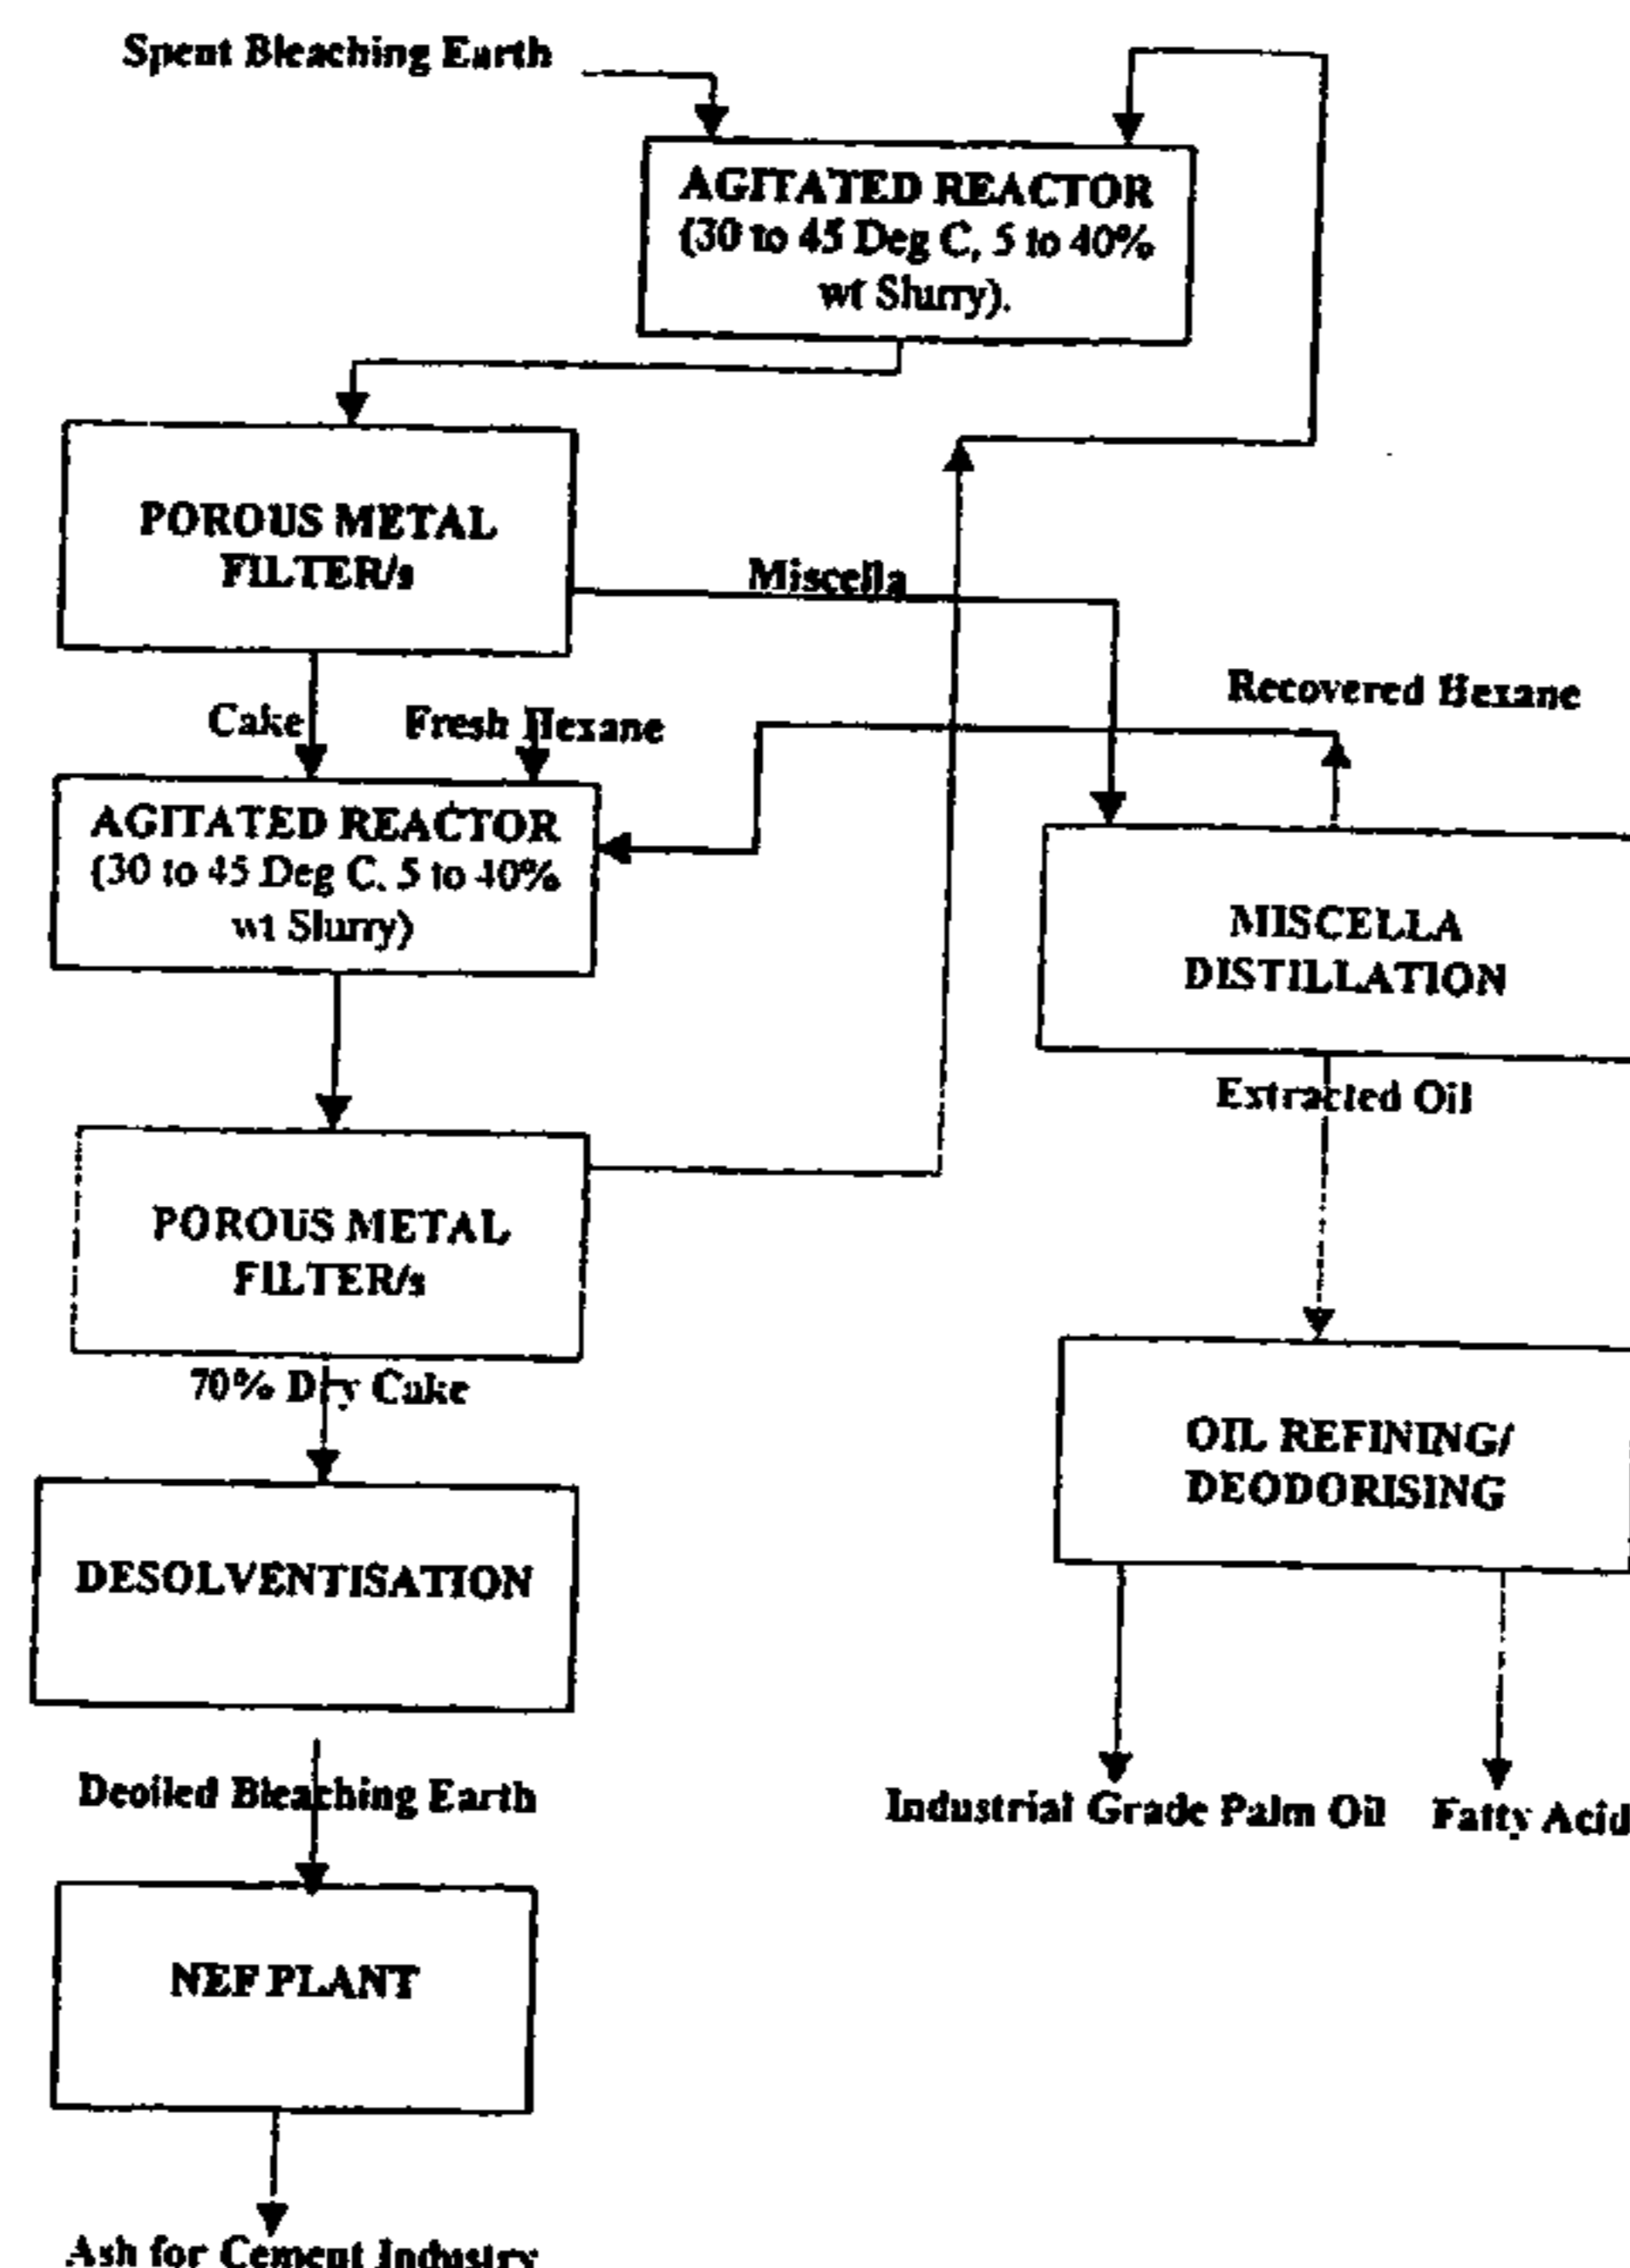 Spent Bleaching Earth
AGITATED REACTOR
(30 to 45 Deg C, 5 to 40%
wt Slurry).
POROUS METAL
FILTER/s
Miscella
Recovered Hexane
Cake
Fresh Hexane
AGITATED REACTOR
(30 to 45 Deg C. 5 to 40%
wt Slurry)
MISCELLA
DISTILLATION
Extracted Oil
POROUS METAL
FILTER/s
70% Dry Cake
OIL REFINING/
DEODORISING
DESOLVENTISATION
Deoiled Bleaching Earth
Industrial Grade Palm Oil
Fatty Acid
NEF PLANT
Ash for Cement Industry